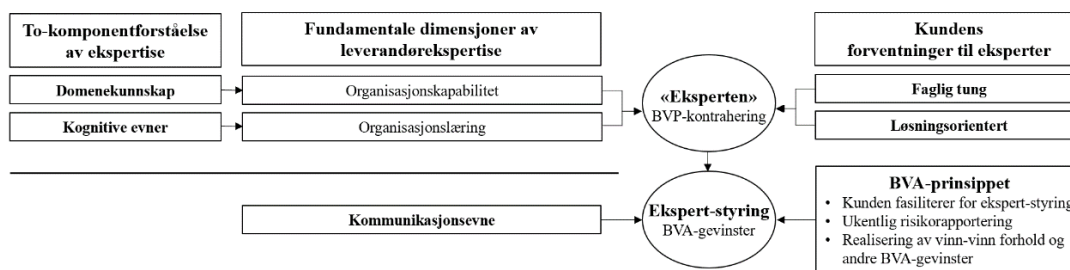 To-komponentforståelse
av ekspertise
Fundamentale dimensjoner av
leverandørekspertise
Kundens
forventninger til eksperter
Domenekunnskap
Organisasjonskapabilitet
«Eksperten»
BVP-kontrahering
Faglig tung
Kognitive evner
Organisasjonslæring
Løsningsorientert
Kommunikasjonsevne
Ekspert-styring
BVA-gevinster
BVA-prinsippet
• Kunden fasiliterer for ekspert-styring
• Ukentlig risikorapportering
• Realisering av vinn-vinn forhold og
andre BVA-gevinster